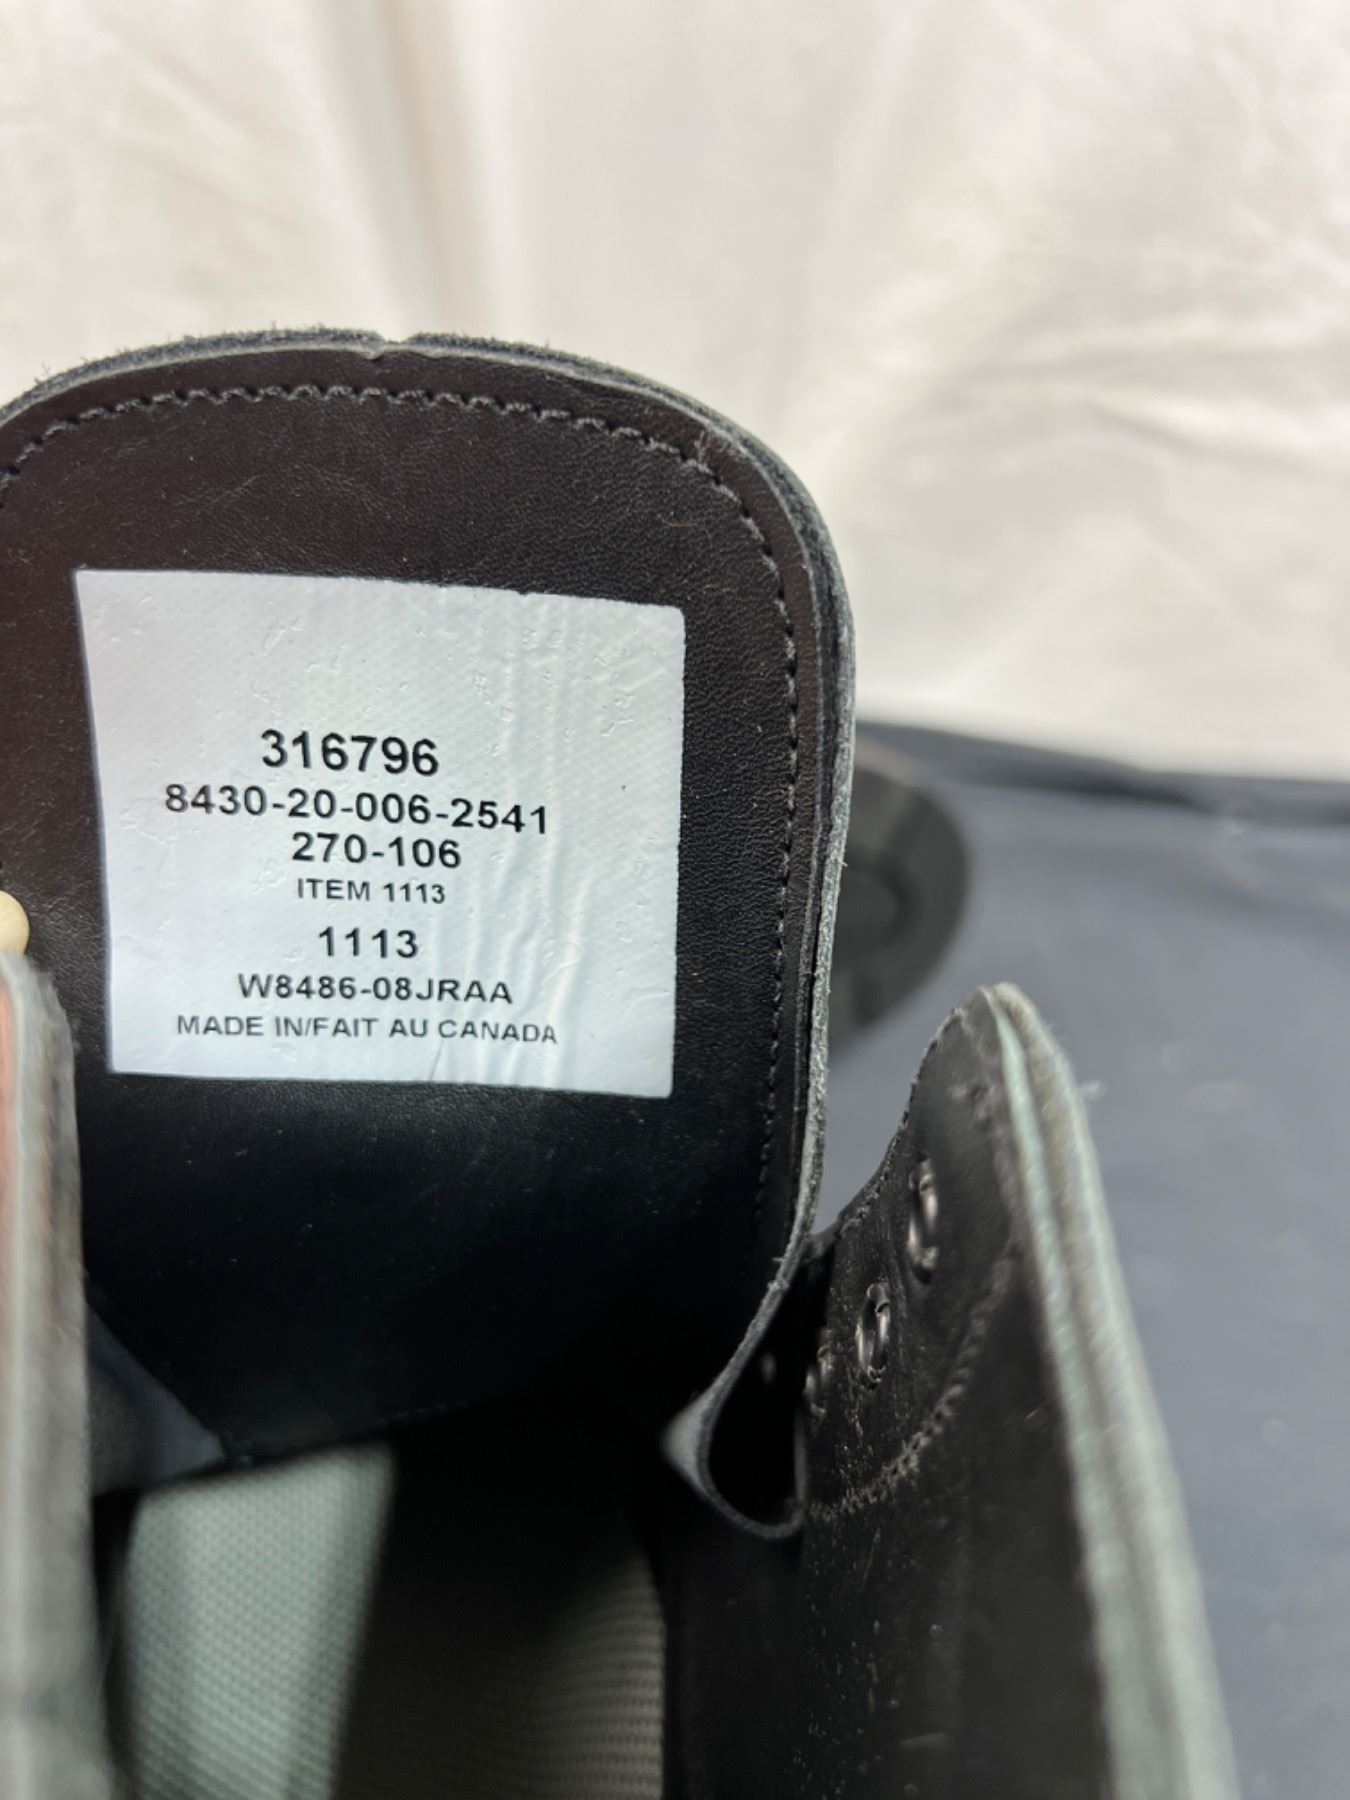 316796
8430-20-006-2541
270-106
ITEM 1113
1113
W8486-08JRAA
MADE IN/FAIT AU CANADA